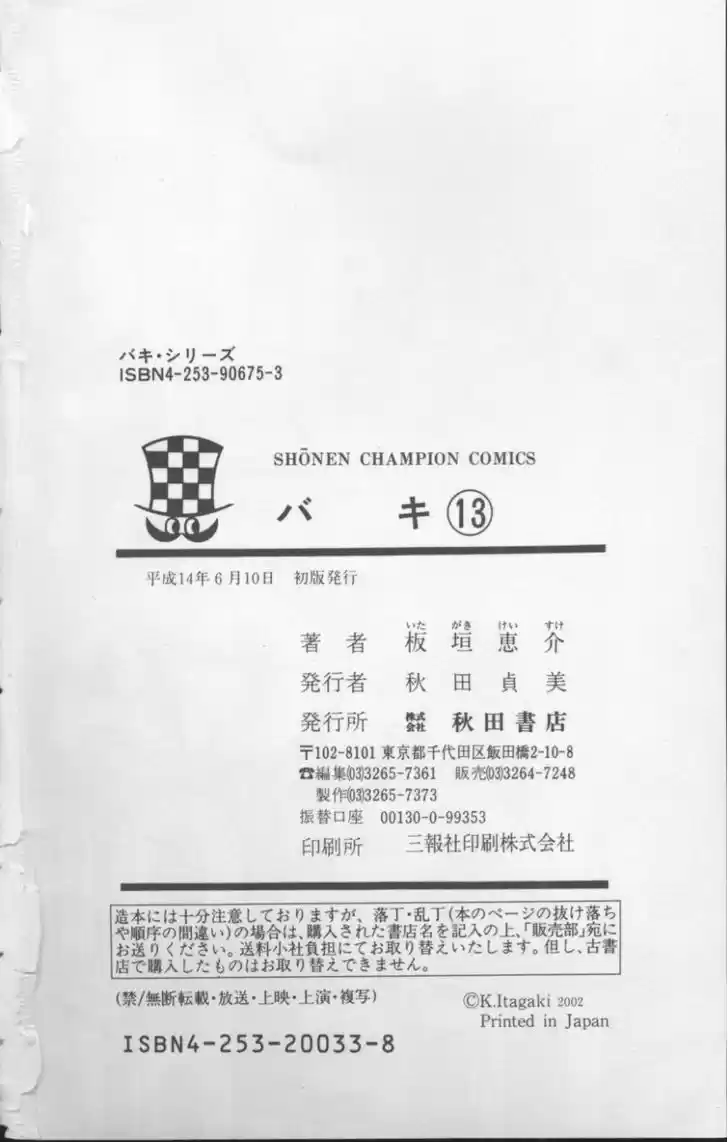 バキ・シリーズ
ISBN4-253-90675-3
SHŌNEN CHAMPION COMICS
バ キ ⑬
平成14年6月10日 初版発行
いた がき けい すけ
著者 板垣恵介
発行者 秋田貞美
発行所 株式会社 秋田書店
〒102-8101 東京都千代田区飯田橋2-10-8
☎編集(03)3265-7361 販売(03)3264-7248
製作(03)3265-7373
振替口座 00130-0-99353
印刷所 三報社印刷株式会社
造本には十分注意しておりますが、落丁・乱丁(本のページの抜け落ち
や順序の間違い)の場合は、購入された書店名を記入の上、「販売部」宛に
お送りください。送料小社負担にてお取り替えいたします。但し、古書
店で購入したものはお取り替えできません。
(禁/無断転載・放送・上映・上演・複写)
©K.Itagaki 2002
Printed in Japan
ISBN4-253-20033-8